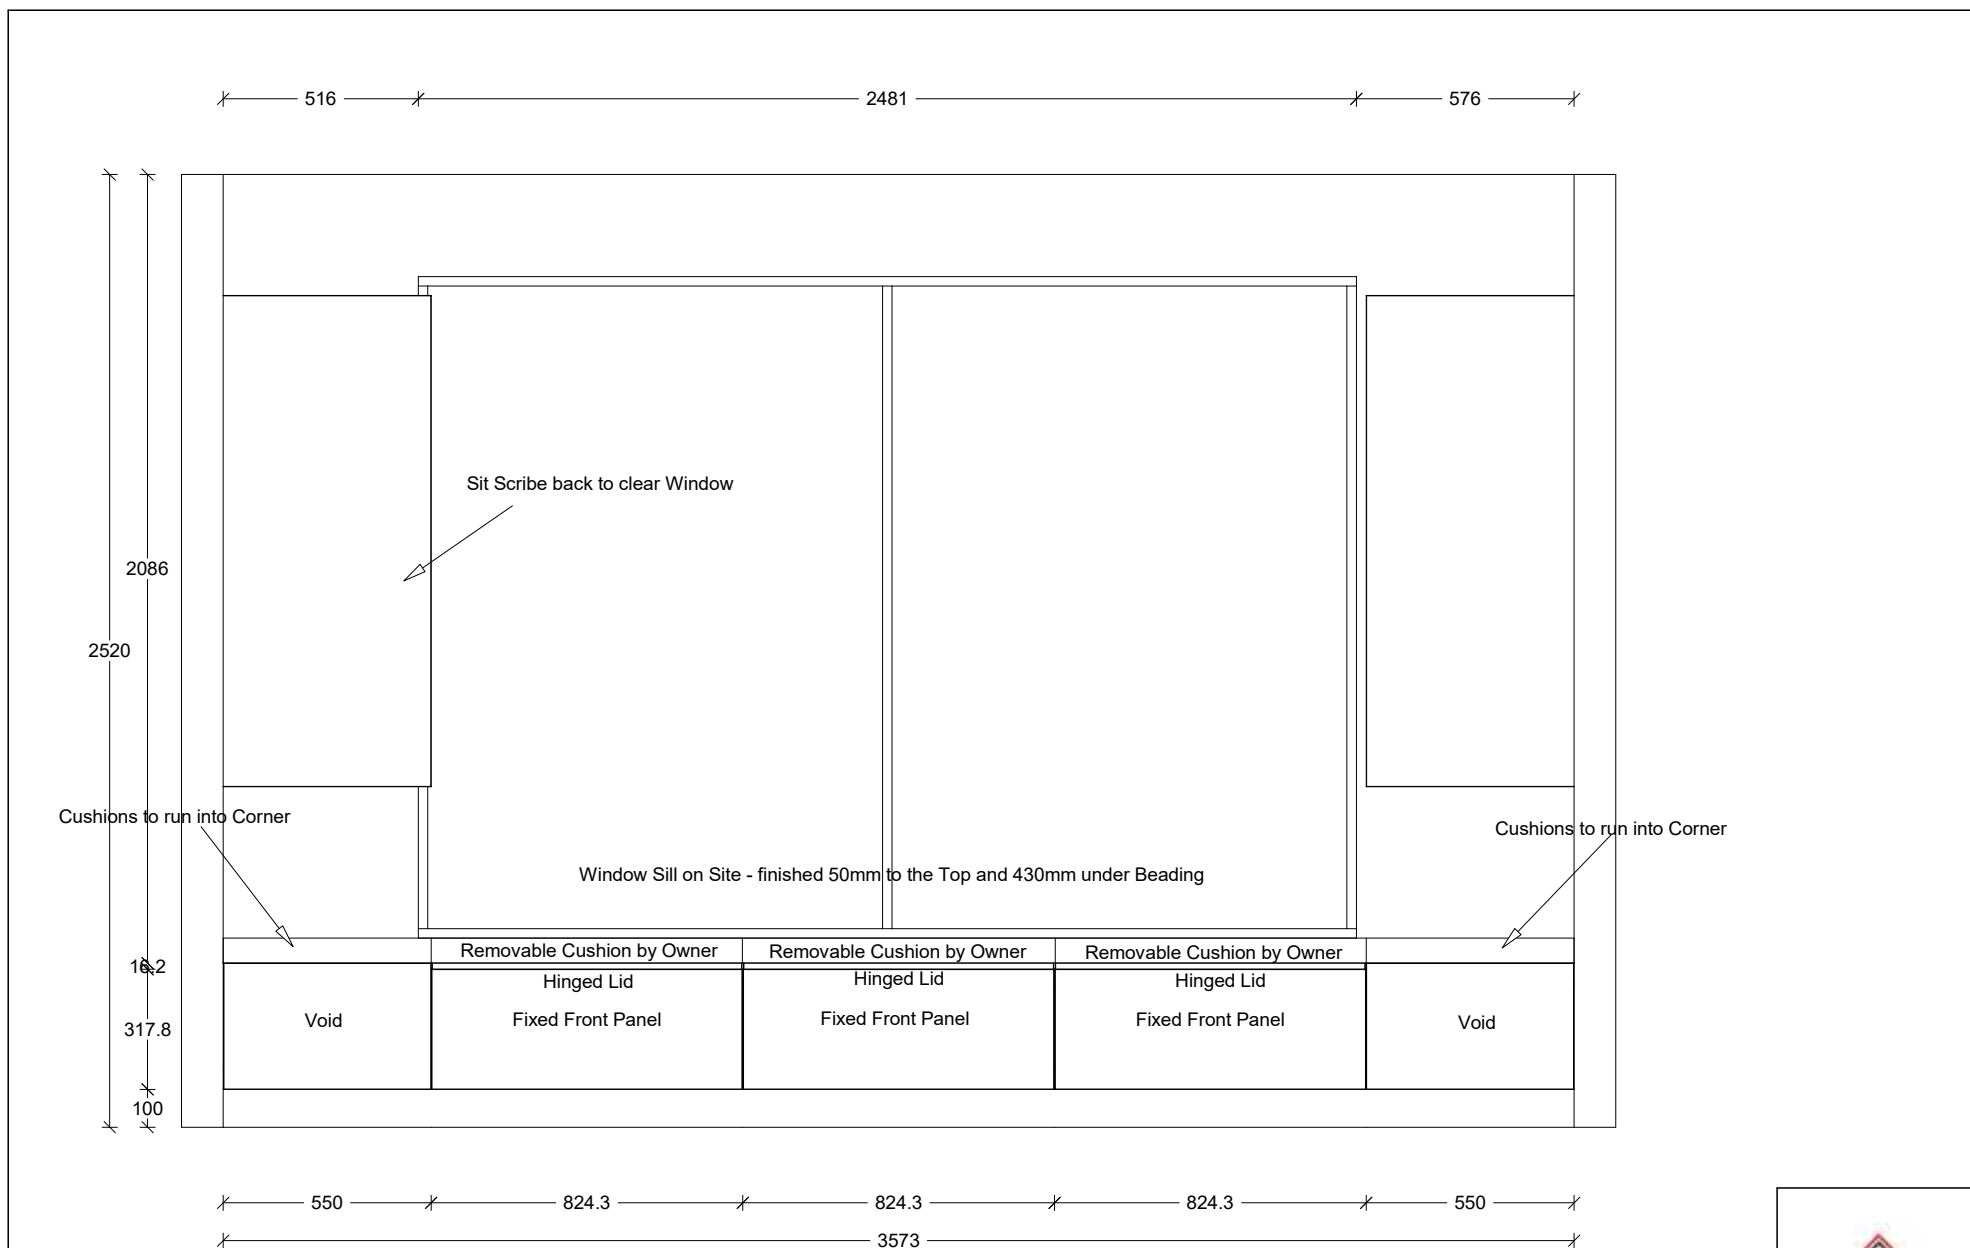 516
2481
576
Sit Scribe back to clear Window
2086
2520
Cushions to run into Corner
Cushions to run into Corner
Window Sill on Site - finished 50mm to the Top and 430mm under Beading
Removable Cushion by Owner
Removable Cushion by Owner
Removable Cushion by Owner
16.2
Hinged Lid
Hinged Lid
Hinged Lid
317.8
Void
Fixed Front Panel
Fixed Front Panel
Fixed Front Panel
Void
100
550
824.3
824.3
824.3
550
3573